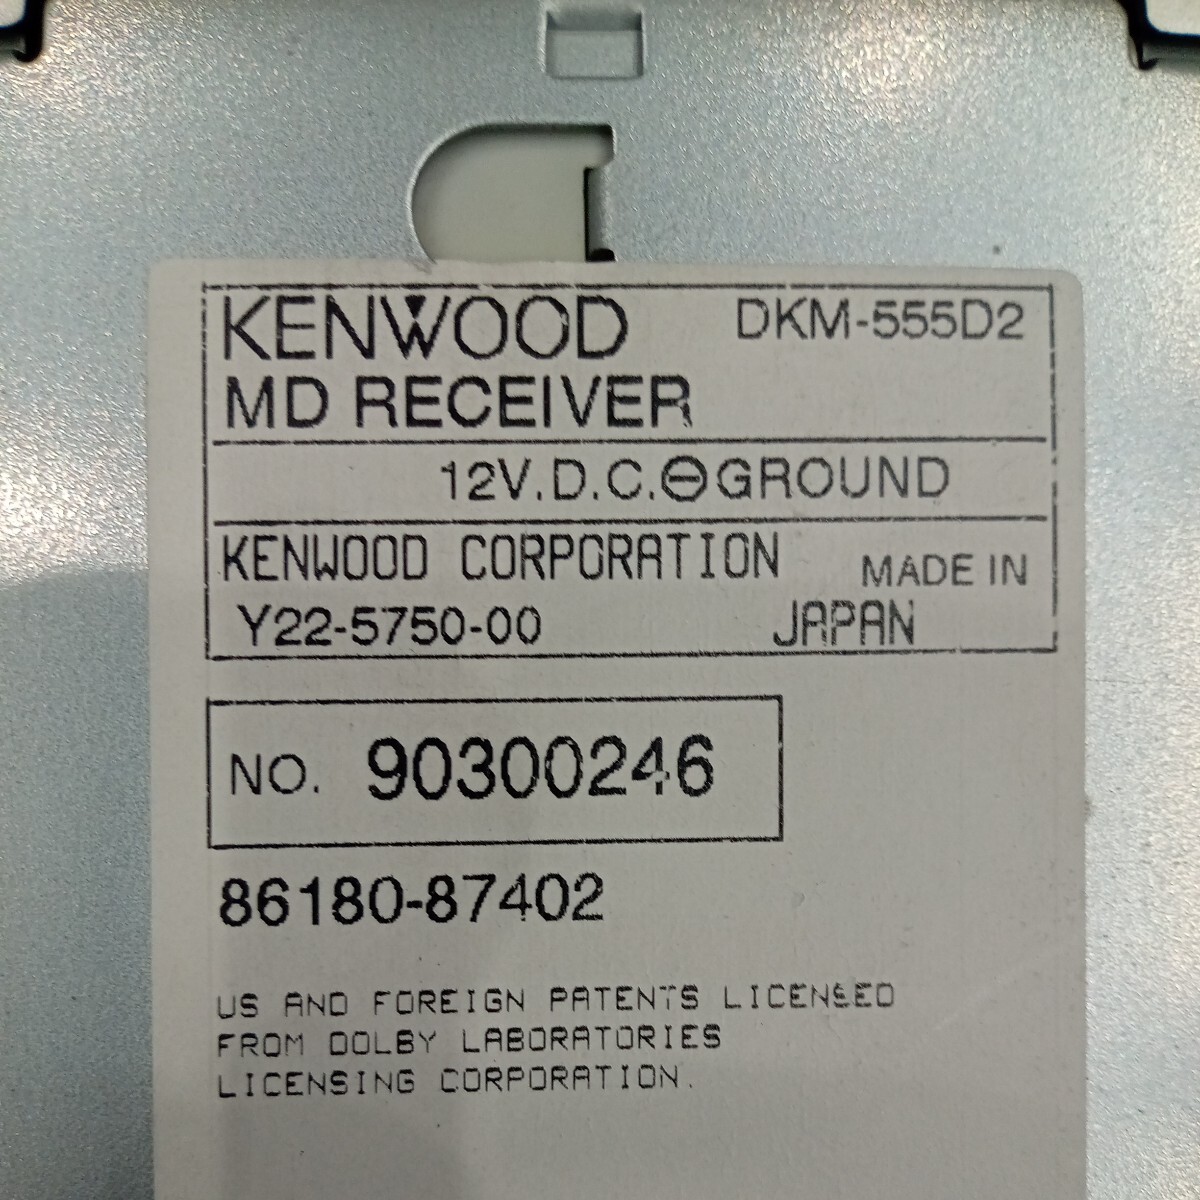 KENWOOD DKM-555D2
MD RECEIVER
12V.D.C.⊖GROUND
KENWOOD CORPORATION MADE IN
Y22-5750-00 JAPAN
NO. 90300246
86180-87402
US AND FOREIGN PATENTS LICENSED
FROM DOLBY LABORATORIES
LICENSING CORPORATION.